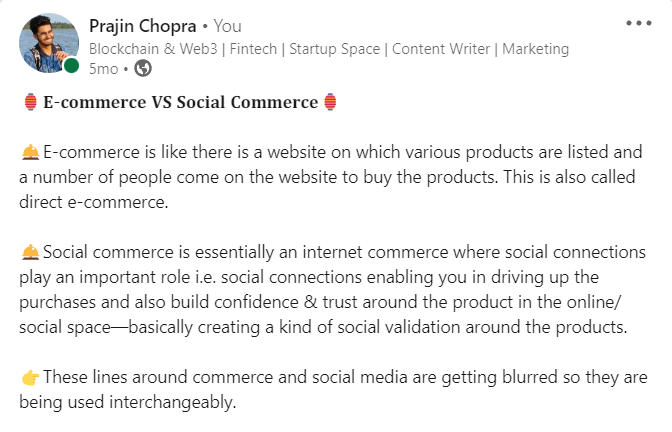 Prajin Chopra • You
Blockchain & Web3 | Fintech | Startup Space | Content Writer | Marketing
5mo •
E-commerce VS Social Commerce
E-commerce is like there is a website on which various products are listed and
a number of people come on the website to buy the products. This is also called
direct e-commerce.
Social commerce is essentially an internet commerce where social connections
play an important role i.e. social connections enabling you in driving up the
purchases and also build confidence & trust around the product in the online/
social space—basically creating a kind of social validation around the products.
These lines around commerce and social media are getting blurred so they are
being used interchangeably.